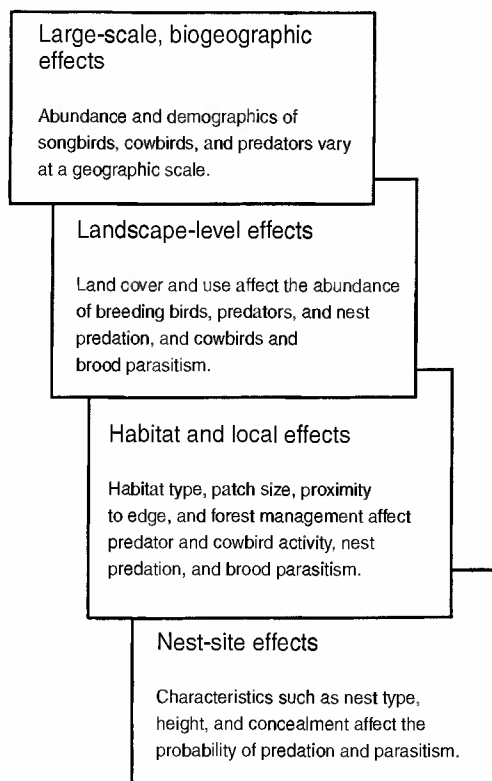 Large-scale, biogeographic
effects
Abundance and demographics of
songbirds, cowbirds, and predators vary
at a geographic scale.
Landscape-level effects
Land cover and use affect the abundance
of breeding birds, predators, and nest
predation, and cowbirds and
brood parasitism.
Habitat and local effects
Habitat type, patch size, proximity
to edge, and forest management affect
predator and cowbird activity, nest
predation, and brood parasitism.
Nest-site effects
Characteristics such as nest type,
height, and concealment affect the
probability of predation and parasitism.